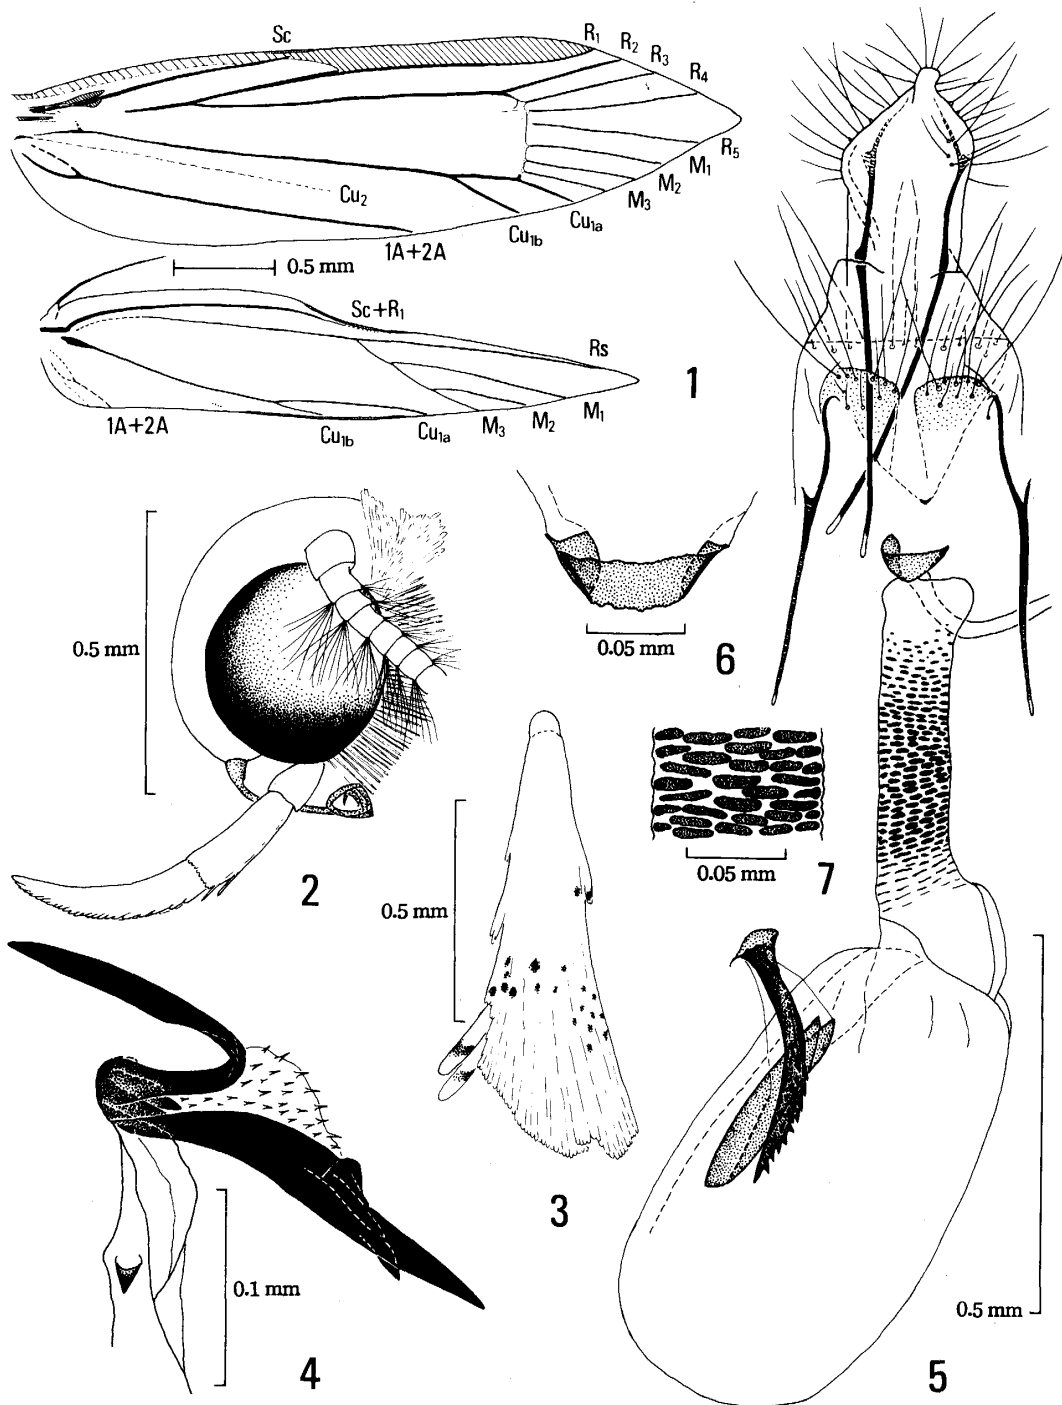 Sc
R₁
R₂
R₃
R₄
R₅
M₁
M₂
M₃
Cu₁ₐ
Cu₁b
Cu₂
1A+2A
0.5 mm
Sc+R₁
Rs
1
1A+2A
Cu₁b
Cu₁ₐ
M₃
M₂
M₁
0.5 mm
2
0.05 mm
6
0.05 mm
7
0.5 mm
3
0.1 mm
4
0.5 mm
5